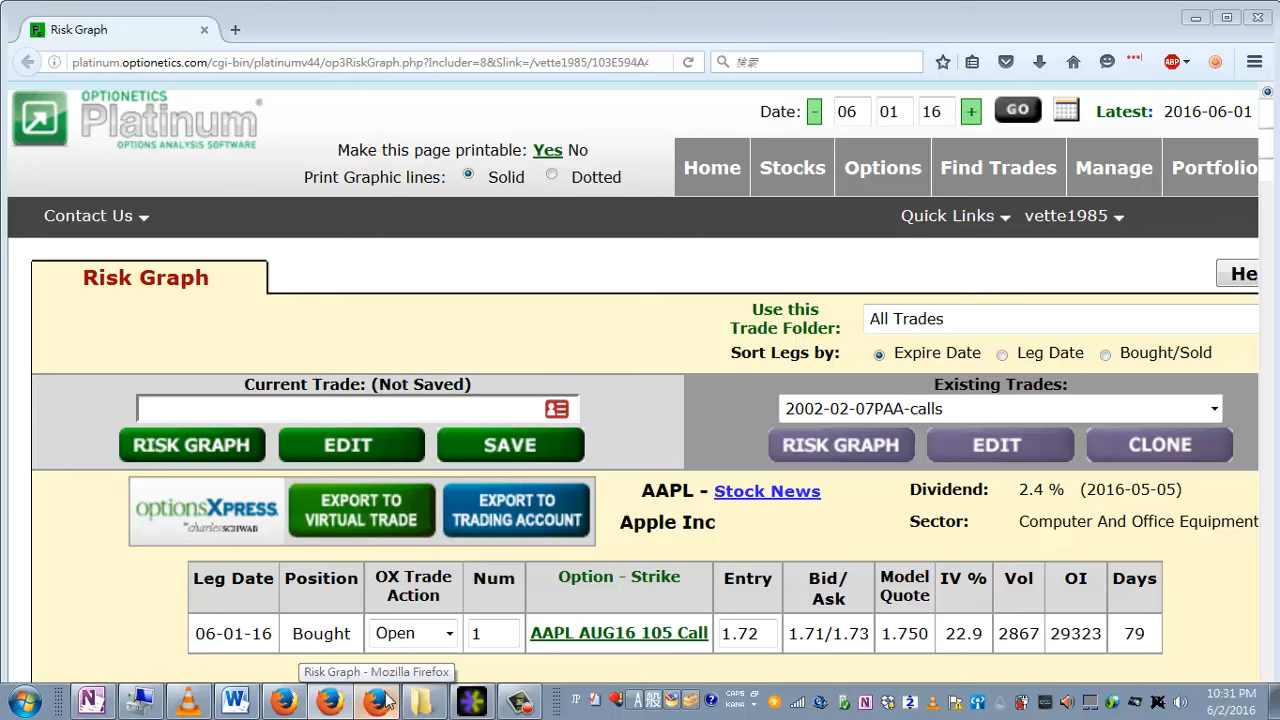 Risk Graph
platinum.optionetics.com/cgi-bin/platinumv44/op3RiskGraph.php?Include=8&Slink=/vette1985/103E594A
検索
ABP
OPTIONETICS
Platinum
OPTIONS ANALYSIS SOFTWARE
Make this page printable: Yes No
Print Graphic lines: Solid Dotted
Date: - 06 01 16 + GO Latest: 2016-06-01
Home Stocks Options Find Trades Manage Portfolio
Contact Us Quick Links vette1985
Risk Graph
He
Use this
Trade Folder: All Trades
Sort Legs by: Expire Date Leg Date Bought/Sold
Current Trade: (Not Saved) Existing Trades:
2002-02-07PAA-calls
RISK GRAPH EDIT SAVE RISK GRAPH EDIT CLONE
optionsXpress
by charles SCHWAB
EXPORT TO
VIRTUAL TRADE
EXPORT TO
TRADING ACCOUNT
AAPL - Stock News Dividend: 2.4 % (2016-05-05)
Apple Inc Sector: Computer And Office Equipment
Leg Date Position OX Trade Action Num Option - Strike Entry Bid/ Ask Model Quote IV % Vol OI Days
06-01-16 Bought Open 1 AAPL AUG16 105 Call 1.72 1.71/1.73 1.750 22.9 2867 29323 79
Risk Graph - Mozilla Firefox
JP A 般 CAPS KANA
10:31 PM
6/2/2016